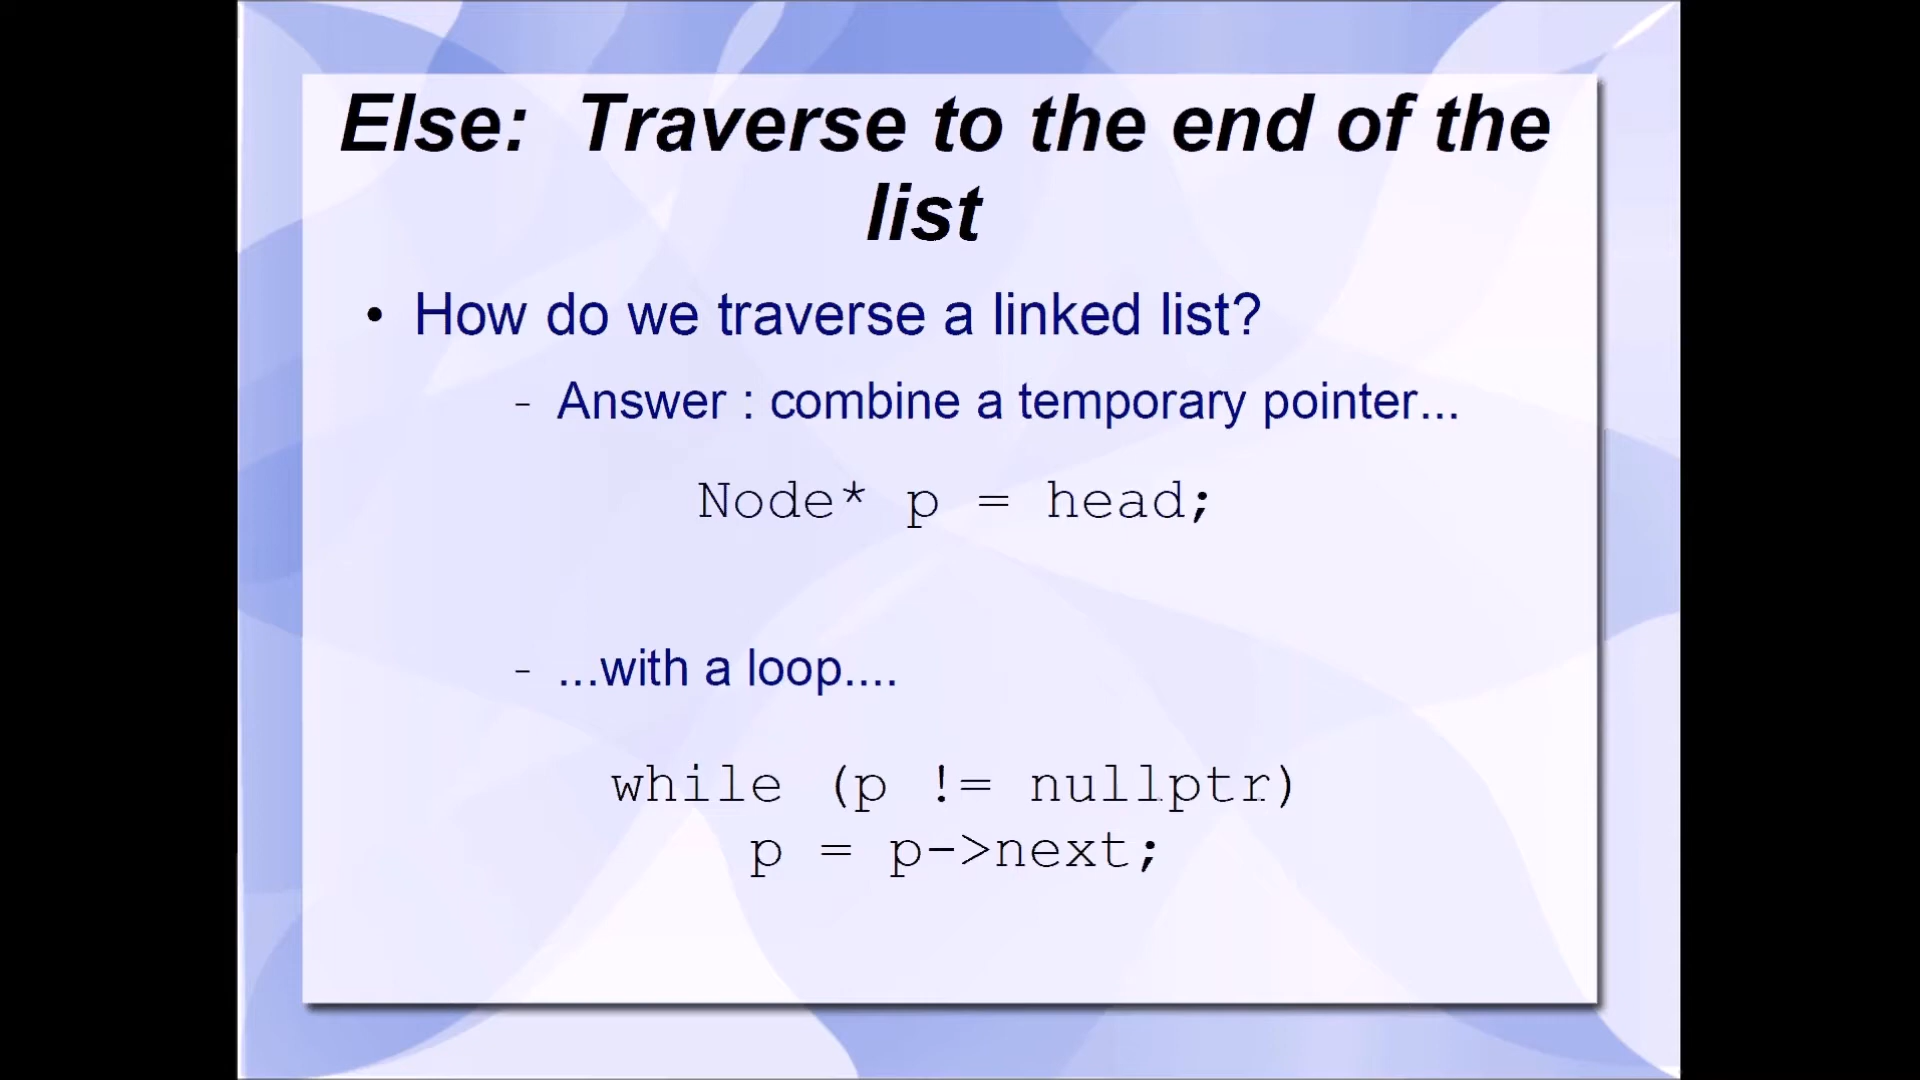 Else: Traverse to the end of the
list
• How do we traverse a linked list?
- Answer : combine a temporary pointer...
Node* p = head;
- ...with a loop....
while (p != nullptr)
p = p->next;